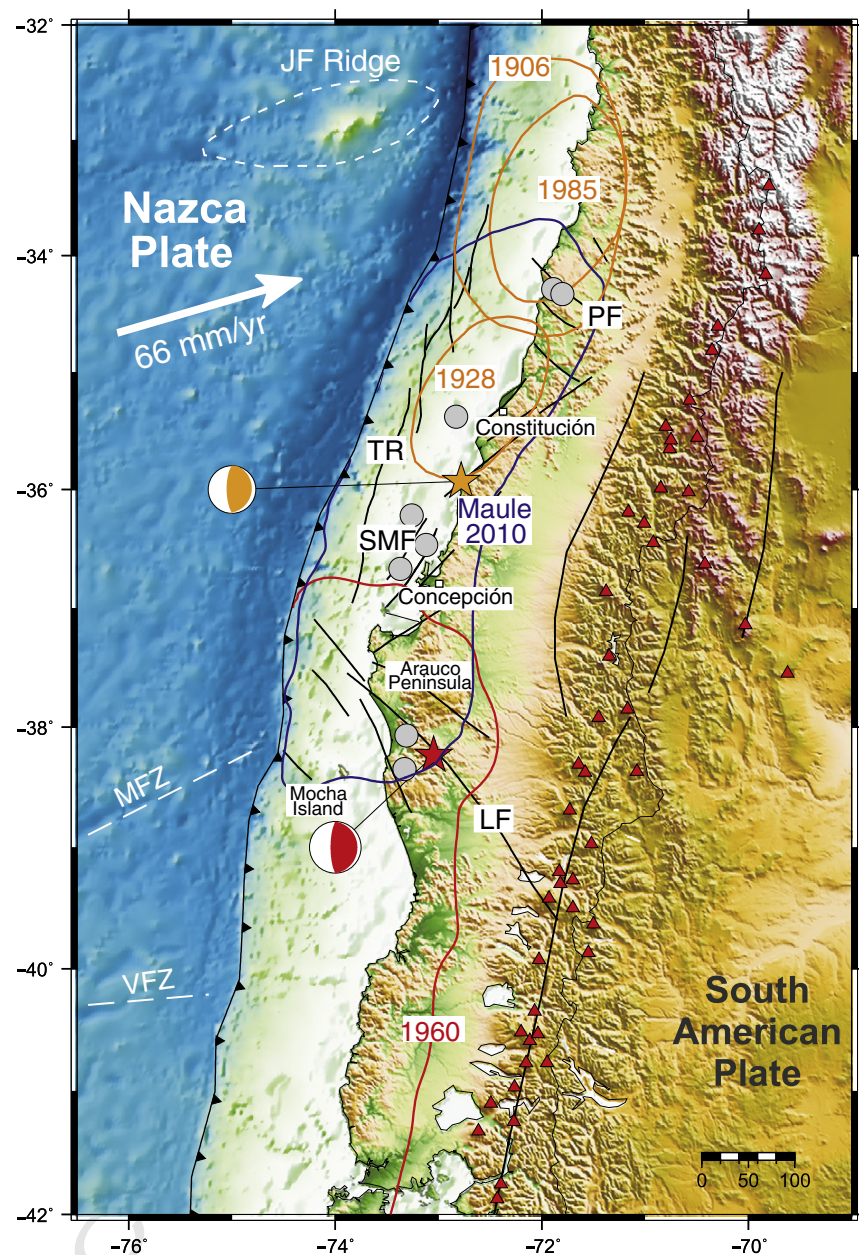 −32°
−34°
−36°
−38°
−40°
−42°
−76°
−74°
−72°
−70°
JF Ridge
1906
1985
Nazca
Plate
66 mm/yr
PF
1928
Constitución
TR
Maule
2010
SMF
Concepción
Arauco
Península
MFZ
Mocha
Island
LF
VFZ
1960
South
American
Plate
0
50
100